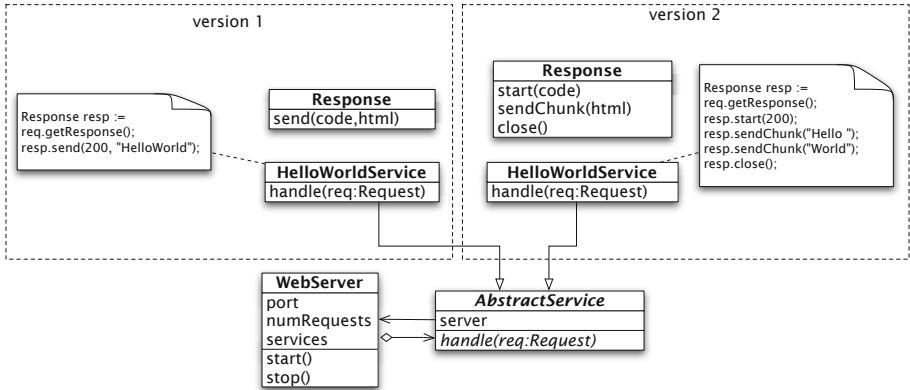 version 1
Response resp :=
req.getResponse();
resp.send(200, "HelloWorld");
Response
send(code,html)
HelloWorldService
handle(req:Request)
version 2
Response
start(code)
sendChunk(html)
close()
Response resp :=
req.getResponse();
resp.start(200);
resp.sendChunk("Hello ");
resp.sendChunk("World");
resp.close();
HelloWorldService
handle(req:Request)
WebServer
port
numRequests
services
start()
stop()
AbstractService
server
handle(req:Request)